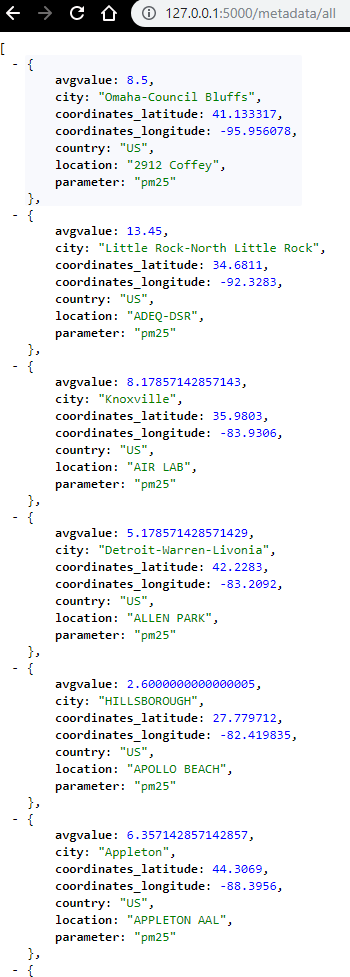 127.0.0.1:5000/metadata/all
[
- {
avgvalue: 8.5,
city: "Omaha-Council Bluffs",
coordinates_latitude: 41.133317,
coordinates_longitude: -95.956078,
country: "US",
location: "2912 Coffey",
parameter: "pm25"
},
- {
avgvalue: 13.45,
city: "Little Rock-North Little Rock",
coordinates_latitude: 34.6811,
coordinates_longitude: -92.3283,
country: "US",
location: "ADEQ-DSR",
parameter: "pm25"
},
- {
avgvalue: 8.17857142857143,
city: "Knoxville",
coordinates_latitude: 35.9803,
coordinates_longitude: -83.9306,
country: "US",
location: "AIR LAB",
parameter: "pm25"
},
- {
avgvalue: 5.178571428571429,
city: "Detroit-Warren-Livonia",
coordinates_latitude: 42.2283,
coordinates_longitude: -83.2092,
country: "US",
location: "ALLEN PARK",
parameter: "pm25"
},
- {
avgvalue: 2.6000000000000005,
city: "HILLSBOROUGH",
coordinates_latitude: 27.779712,
coordinates_longitude: -82.419835,
country: "US",
location: "APOLLO BEACH",
parameter: "pm25"
},
- {
avgvalue: 6.357142857142857,
city: "Appleton",
coordinates_latitude: 44.3069,
coordinates_longitude: -88.3956,
country: "US",
location: "APPLETON AAL",
parameter: "pm25"
},
- {